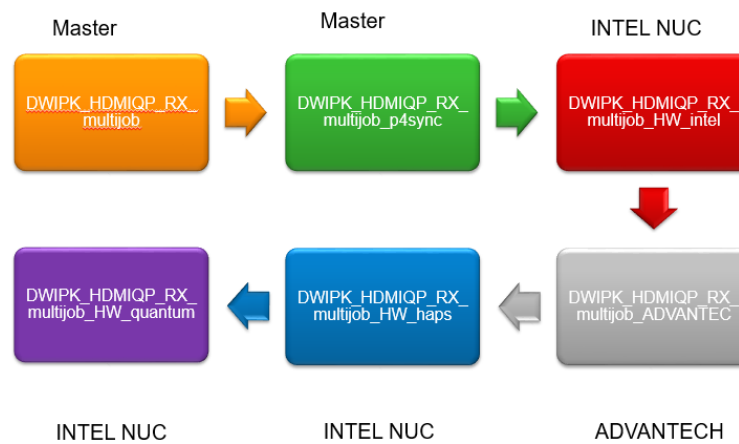 Master
Master
INTEL NUC
DWIPK_HDMIQP_RX_
multijob
DWIPK_HDMIQP_RX_
multijob_p4sync
DWIPK_HDMIQP_RX_
multijob_HW_intel
DWIPK_HDMIQP_RX_
multijob_HW_quantum
DWIPK_HDMIQP_RX_
multijob_HW_haps
DWIPK_HDMIQP_RX_
multijob_ADVANTEC
INTEL NUC
INTEL NUC
ADVANTECH